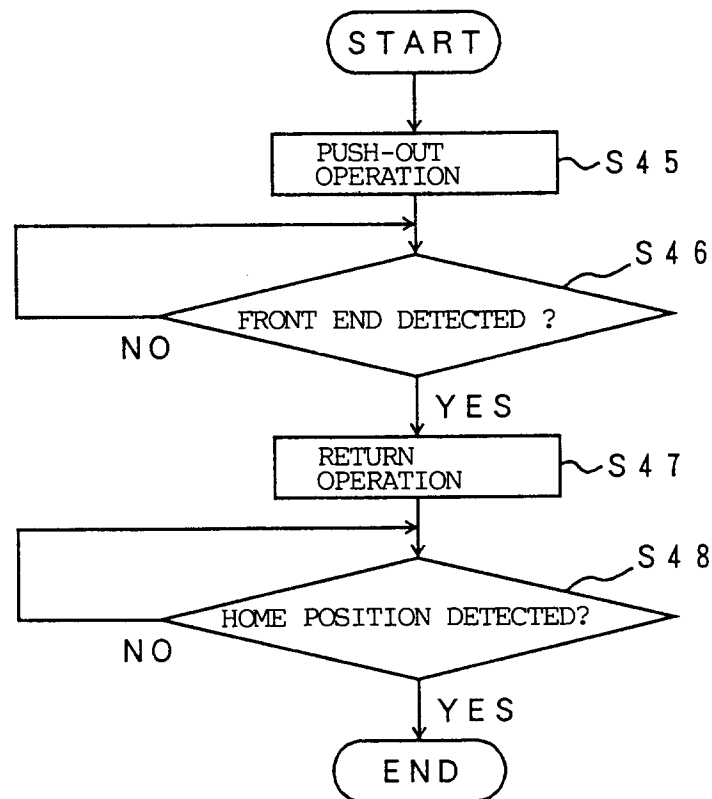 START
PUSH-OUT
OPERATION
S45
S46
FRONT END DETECTED ?
NO
YES
RETURN
OPERATION
S47
S48
HOME POSITION DETECTED?
NO
YES
END